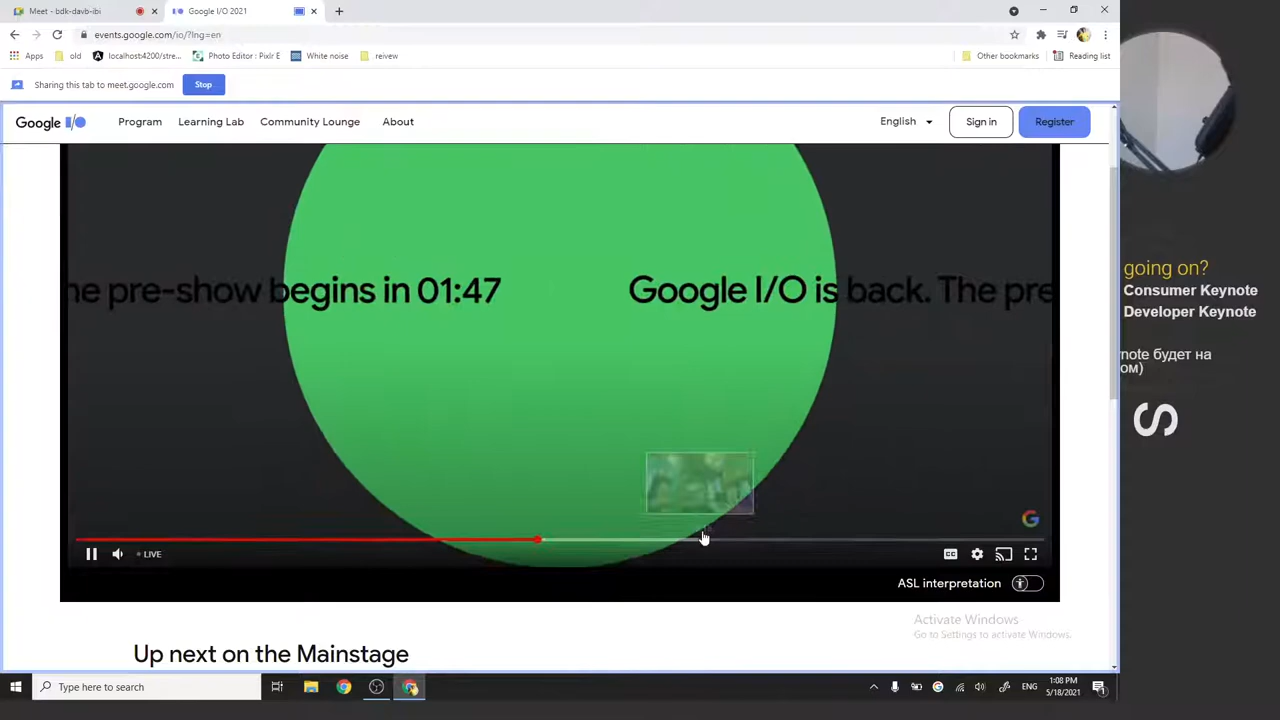 Meet - bdk-davb-ibi
Google I/O 2021
events.google.com/io/?lng=en
Apps
old
localhost4200/stre...
Photo Editor : Pixlr E
White noise
reivew
Other bookmarks
Reading list
Sharing this tab to meet.google.com
Stop
Google I/O
Program
Learning Lab
Community Lounge
About
English
Sign in
Register
he pre-show begins in 01:47
Google I/O is back. The pre
going on?
Consumer Keynote
Developer Keynote
note будет на
ом)
S
LIVE
CC
G
ASL interpretation
Activate Windows
Go to Settings to activate Windows.
Up next on the Mainstage
Type here to search
ENG
1:08 PM
5/18/2021
1